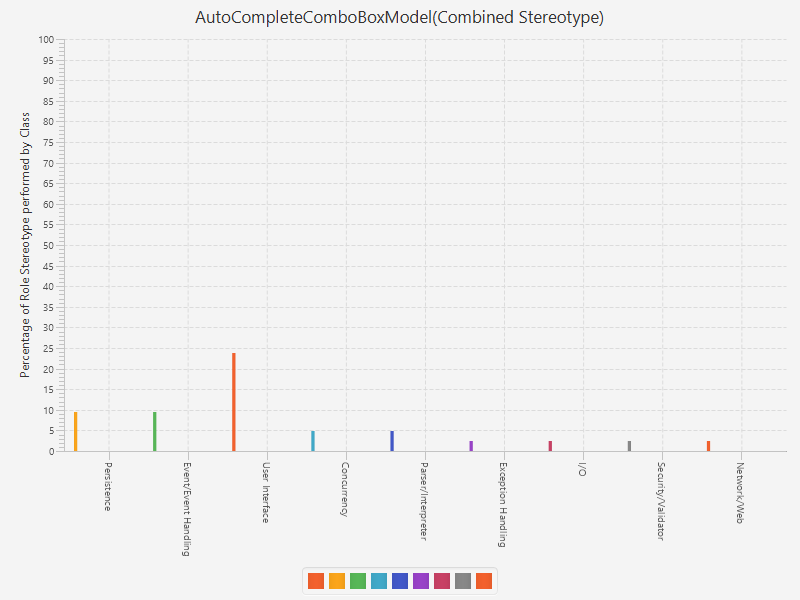 AutoCompleteComboBoxModel(Combined Stereotype)
Percentage of Role Stereotype performed by Class
100
95
90
85
80
75
70
65
60
55
50
45
40
35
30
25
20
15
10
5
0
Persistence
Event/Event Handling
User Interface
Concurrency
Parser/Interpreter
Exception Handling
I/O
Security/Validator
Network/Web